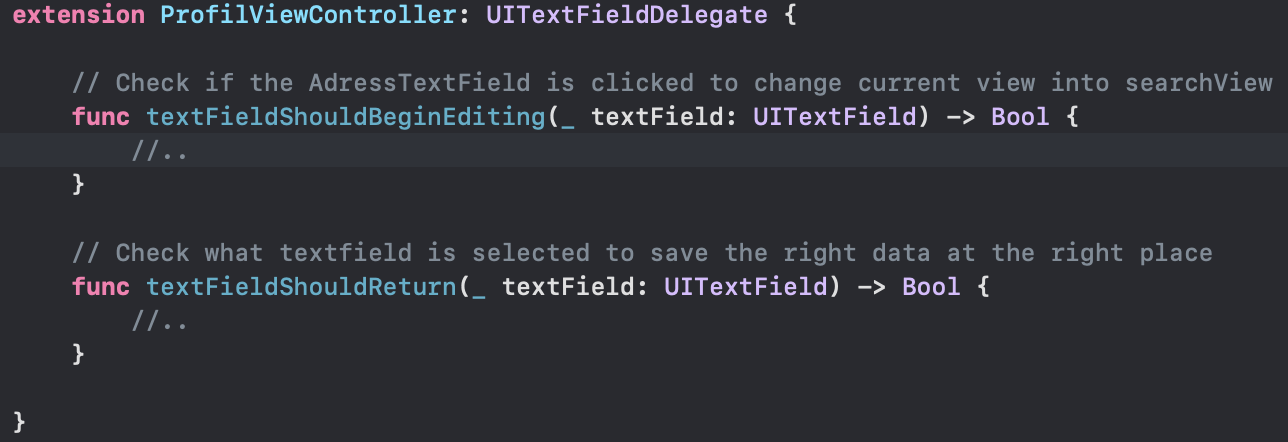 extension ProfilViewController: UITextFieldDelegate {
// Check if the AdressTextField is clicked to change current view into searchView
func textFieldShouldBeginEditing(_ textField: UITextField) -> Bool {
//..
}
// Check what textfield is selected to save the right data at the right place
func textFieldShouldReturn(_ textField: UITextField) -> Bool {
//..
}
}